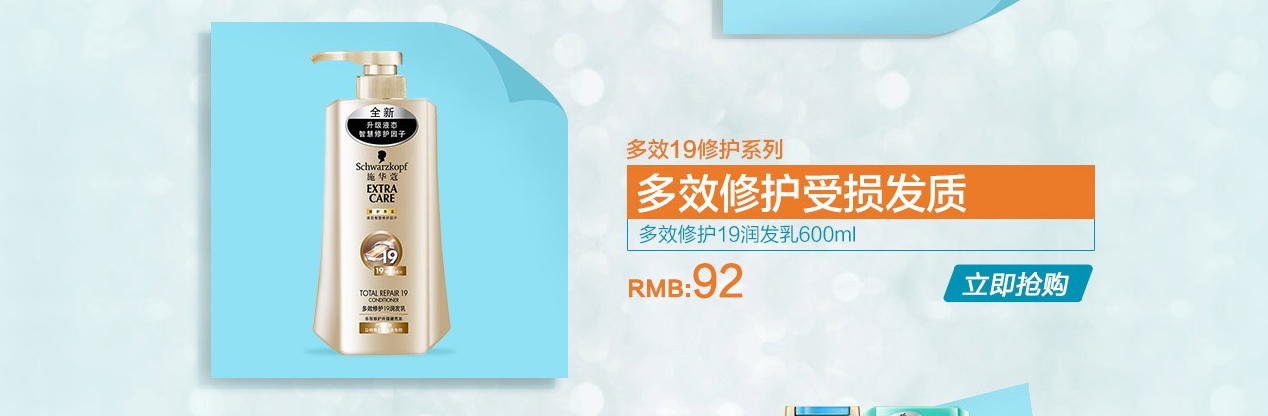 全新
升级液态
智慧修护因子
Schwarzkopf
施华蔻
EXTRA
CARE
19
19
TOTAL REPAIR 19
CONDITIONER
多效修护19润发乳
多效19修护系列
多效修护受损发质
多效修护19润发乳600ml
RMB:92
立即抢购